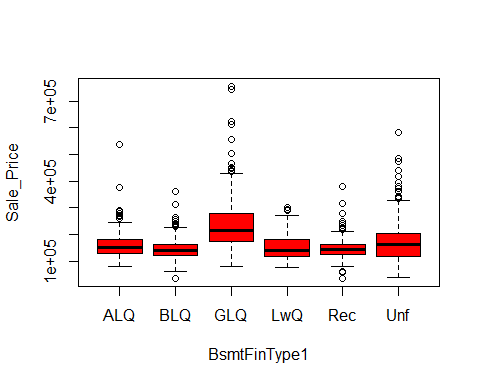 Sale_Price
7e+05
4e+05
1e+05
ALQ BLQ GLQ LwQ Rec Unf
BsmtFinType1